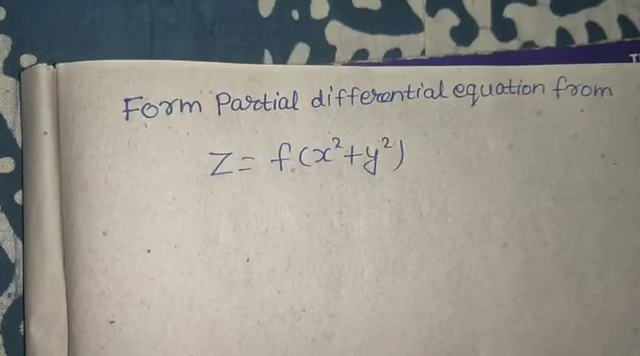 Form Partial differential equation from
Z = f(x²+y²)